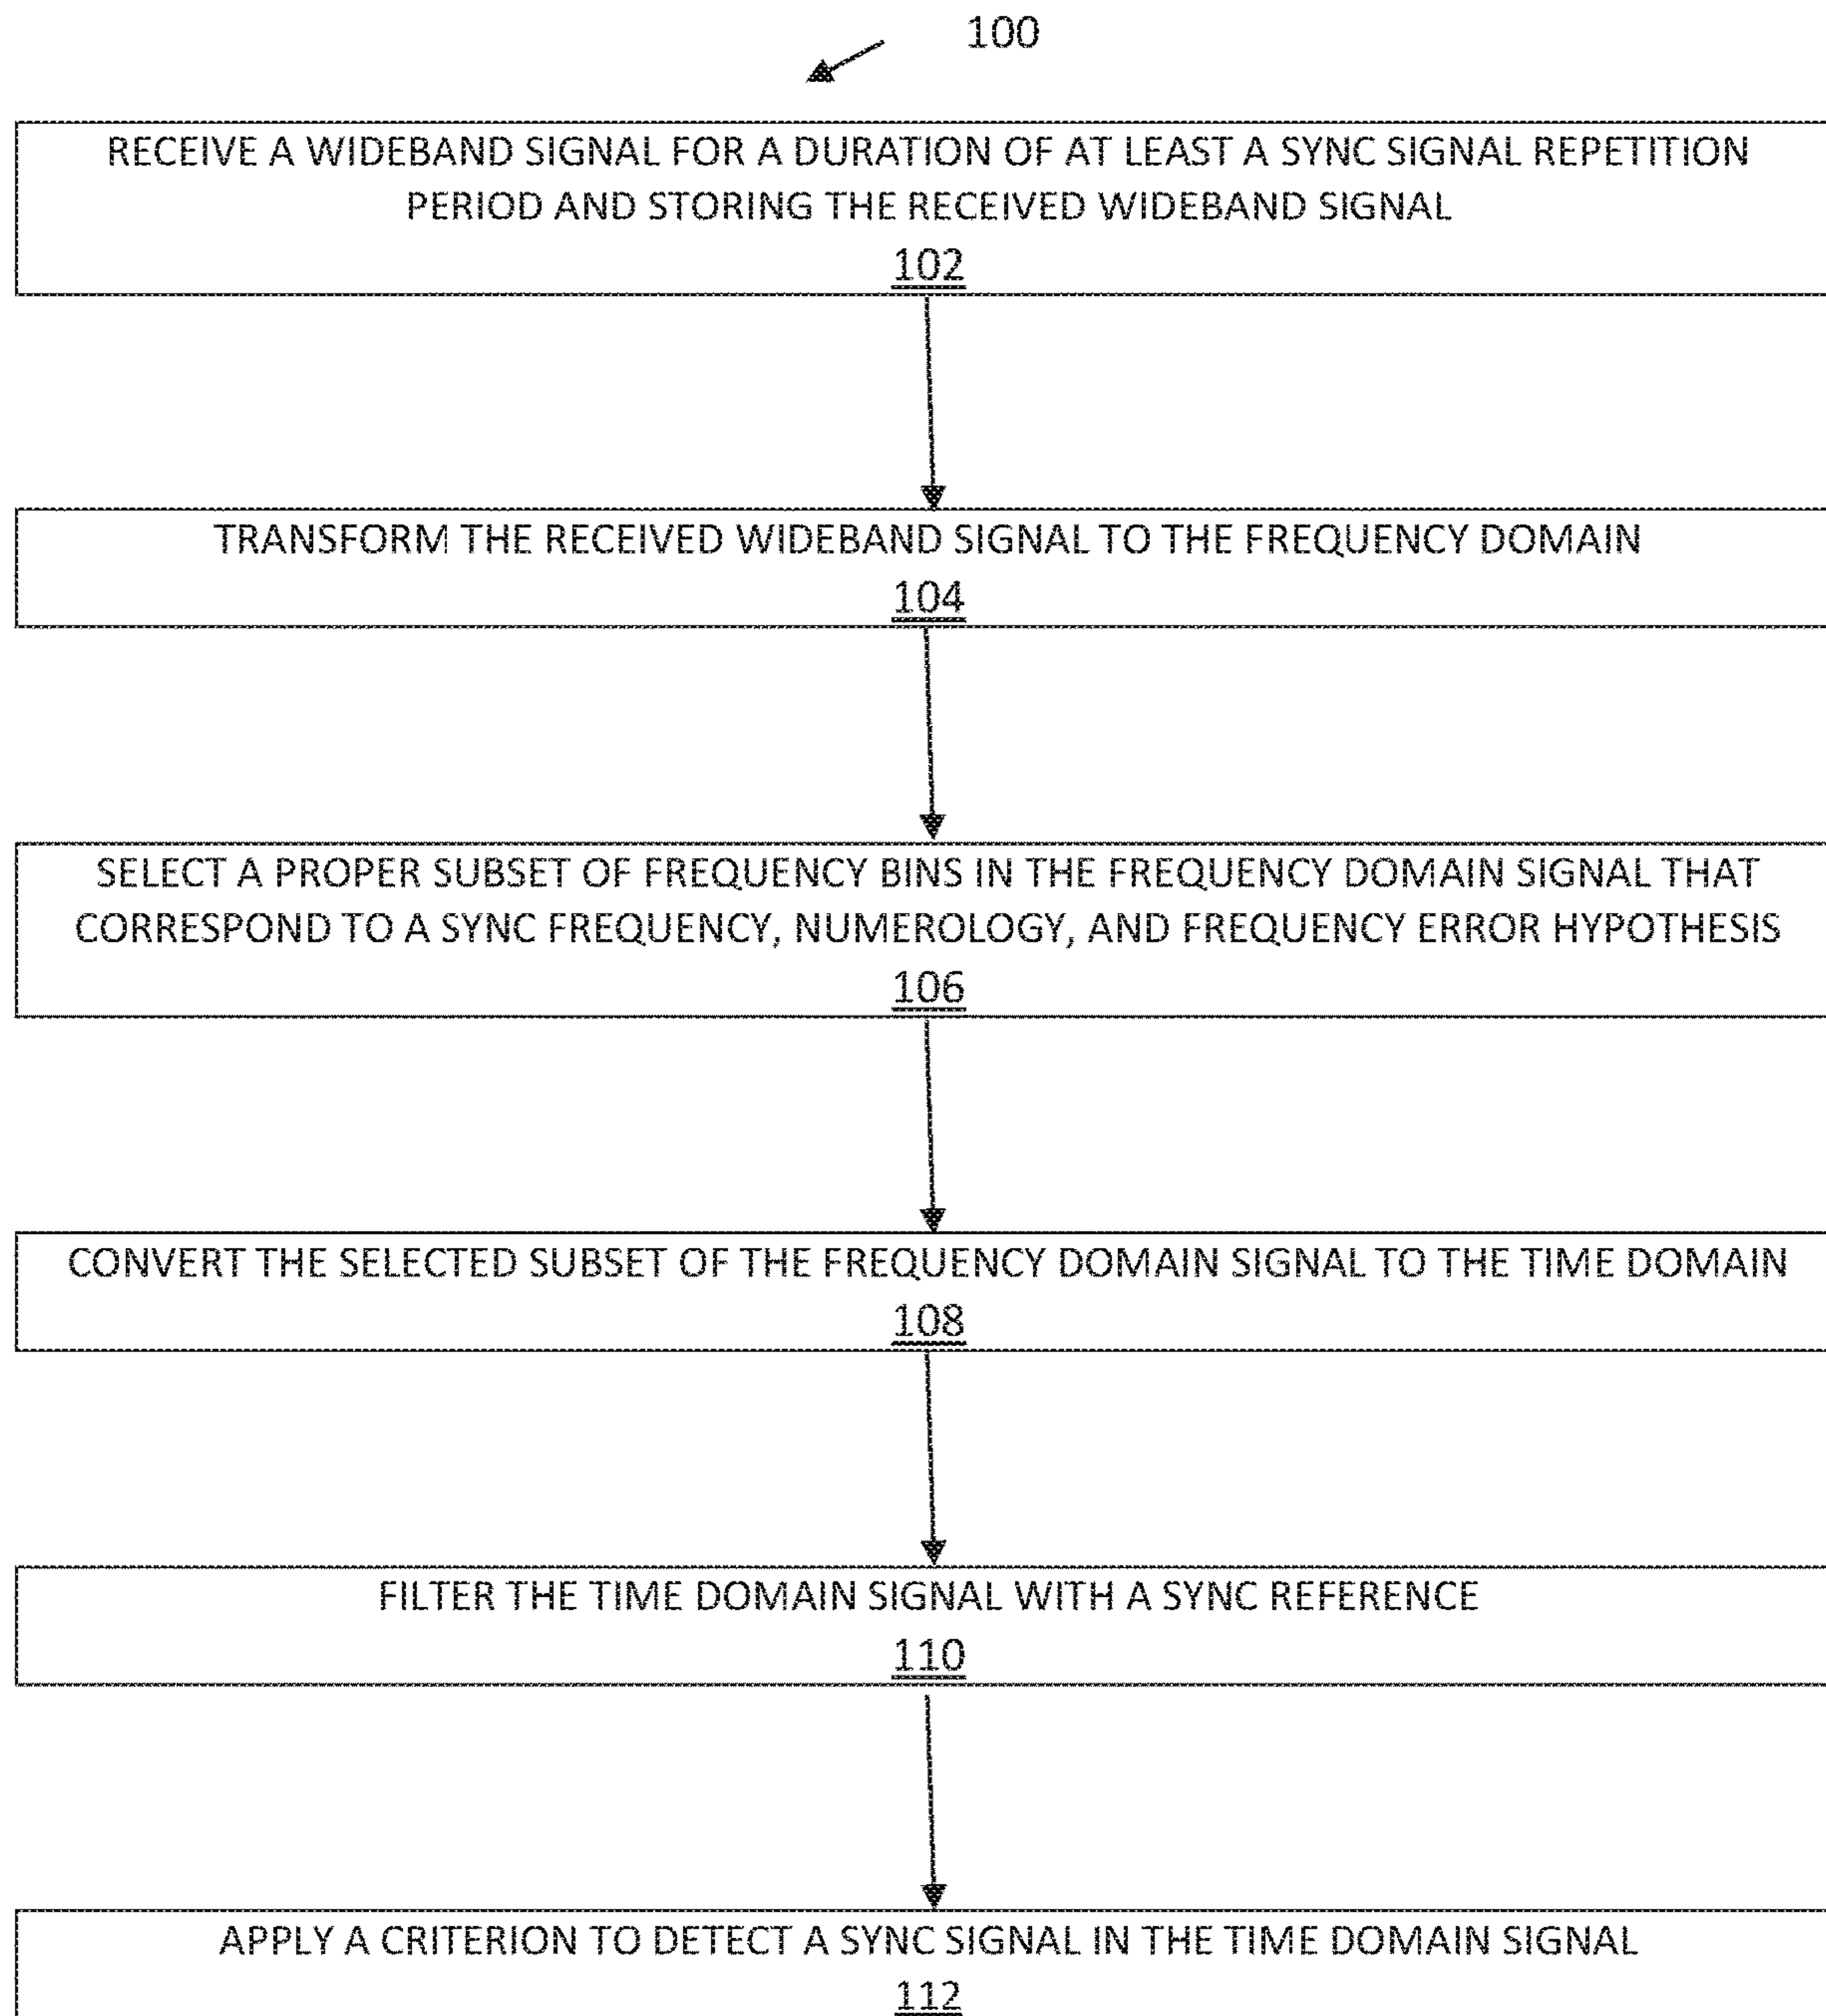 100
RECEIVE A WIDEBAND SIGNAL FOR A DURATION OF AT LEAST A SYNC SIGNAL REPETITION
PERIOD AND STORING THE RECEIVED WIDEBAND SIGNAL
102
TRANSFORM THE RECEIVED WIDEBAND SIGNAL TO THE FREQUENCY DOMAIN
104
SELECT A PROPER SUBSET OF FREQUENCY BINS IN THE FREQUENCY DOMAIN SIGNAL THAT
CORRESPOND TO A SYNC FREQUENCY, NUMEROLOGY, AND FREQUENCY ERROR HYPOTHESIS
106
CONVERT THE SELECTED SUBSET OF THE FREQUENCY DOMAIN SIGNAL TO THE TIME DOMAIN
108
FILTER THE TIME DOMAIN SIGNAL WITH A SYNC REFERENCE
110
APPLY A CRITERION TO DETECT A SYNC SIGNAL IN THE TIME DOMAIN SIGNAL
112